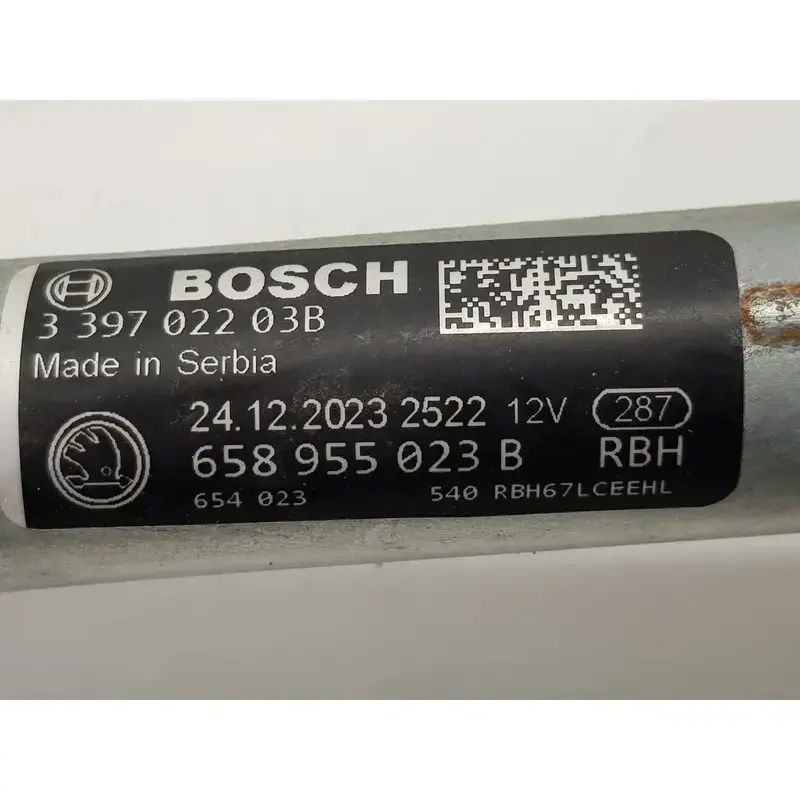 BOSCH
3 397 022 03B
Made in Serbia
24.12.2023 2522 12V 287
658 955 023 B RBH
654 023 540 RBH67LCEEHL